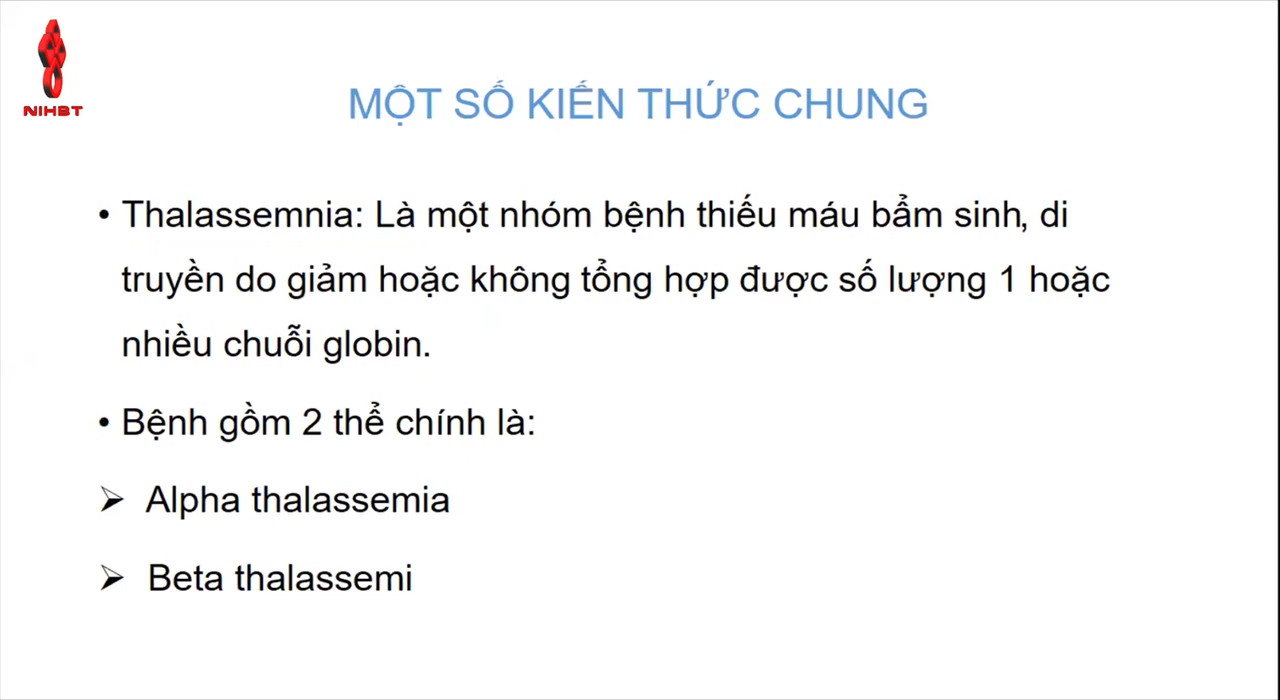 NIHBT
MỘT SỐ KIẾN THỨC CHUNG
• Thalassemnia: Là một nhóm bệnh thiếu máu bẩm sinh, di
truyền do giảm hoặc không tổng hợp được số lượng 1 hoặc
nhiều chuỗi globin.
• Bệnh gồm 2 thể chính là:
➢ Alpha thalassemia
➢ Beta thalassemi